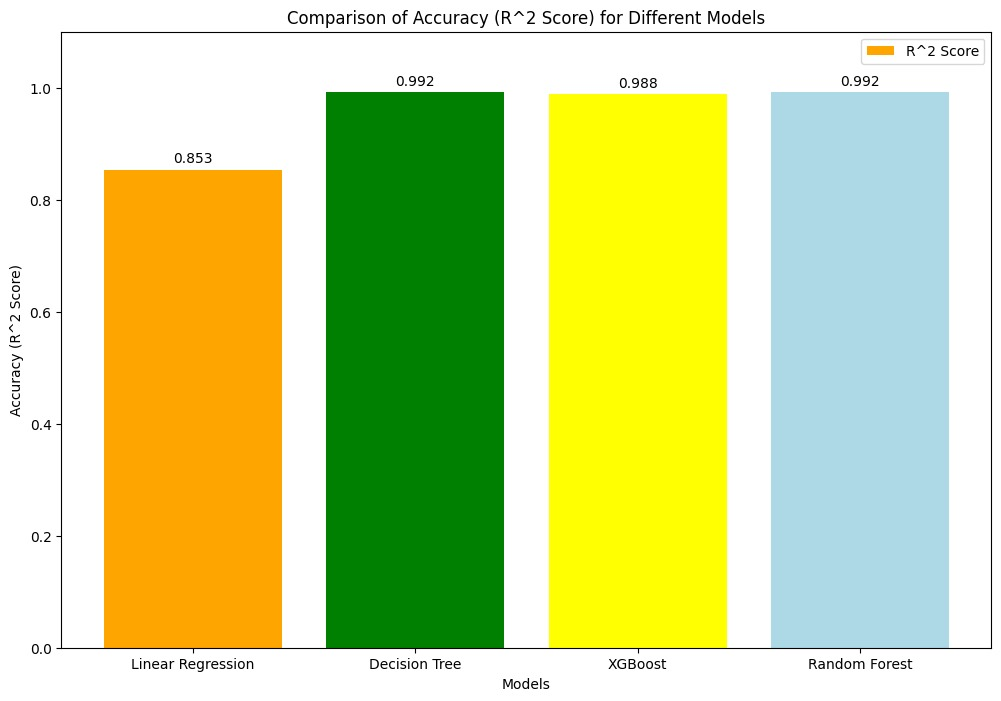 Comparison of Accuracy (R^2 Score) for Different Models
R^2 Score
0.853
0.992
0.988
0.992
Accuracy (R^2 Score)
1.0
0.8
0.6
0.4
0.2
0.0
Linear Regression
Decision Tree
XGBoost
Random Forest
Models